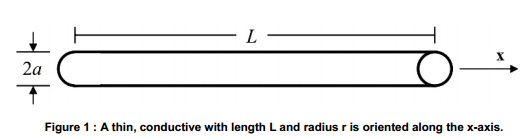 L
x
2a
Figure 1 : A thin, conductive with length L and radius r is oriented along the x-axis.